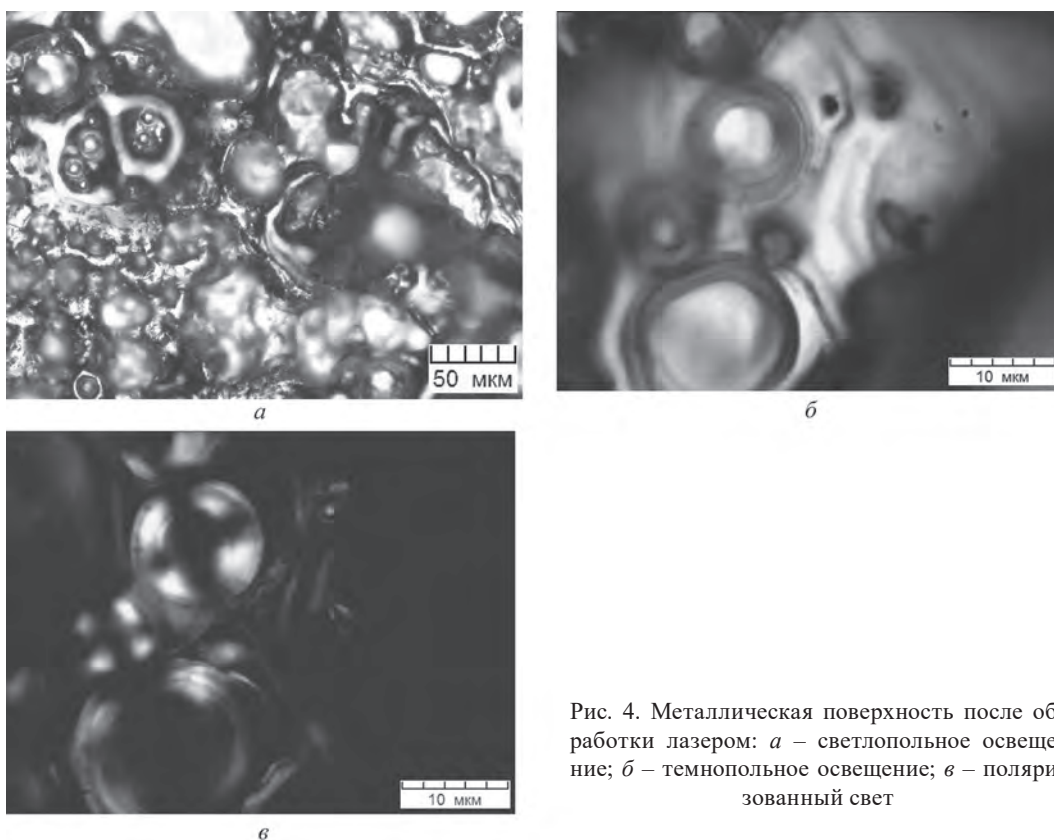 50 мкм
10 мкм
а
б
10 мкм
в
Рис. 4. Металлическая поверхность после об
работки лазером: а – светлопольное освеще
ние; б – темнопольное освещение; в – поляри
зованный свет